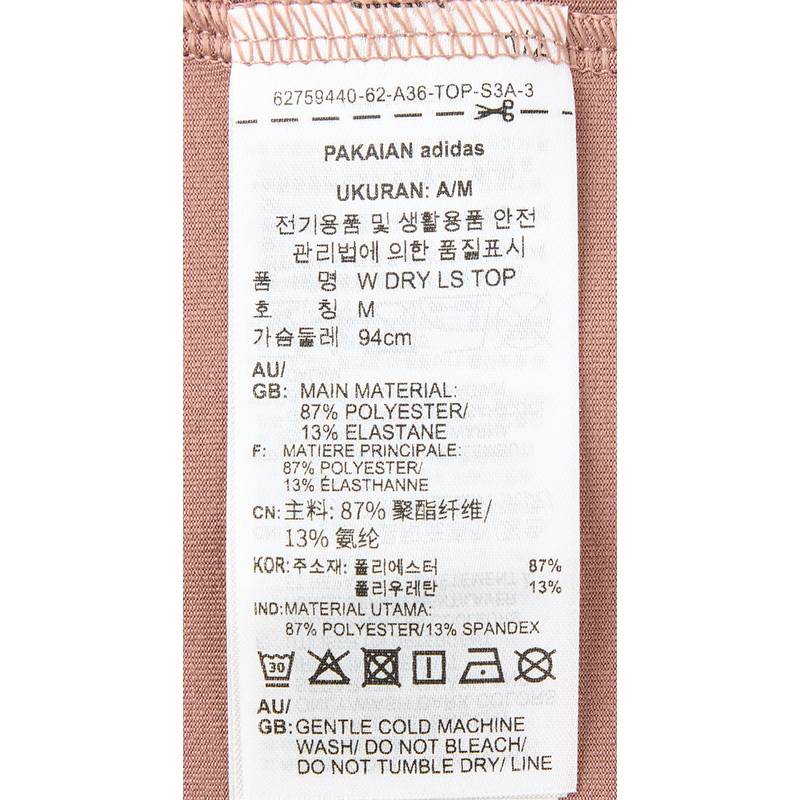 62759440-62-A36-TOP-S3A-3
PAKAIAN adidas
UKURAN: A/M
전기용품 및 생활용품 안전
관리법에 의한 품질표시
품 명 W DRY LS TOP
호 칭 M
가슴둘레 94cm
AU/
GB: MAIN MATERIAL:
87% POLYESTER/
13% ELASTANE
F: MATIERE PRINCIPALE:
87% POLYESTER/
13% ÉLASTHANNE
CN: 主料: 87% 聚酯纤维/
13% 氨纶
KOR: 주소재: 폴리에스터 87%
폴리우레탄 13%
IND: MATERIAL UTAMA:
87% POLYESTER/13% SPANDEX
30
AU/
GB: GENTLE COLD MACHINE
WASH/ DO NOT BLEACH/
DO NOT TUMBLE DRY/ LINE